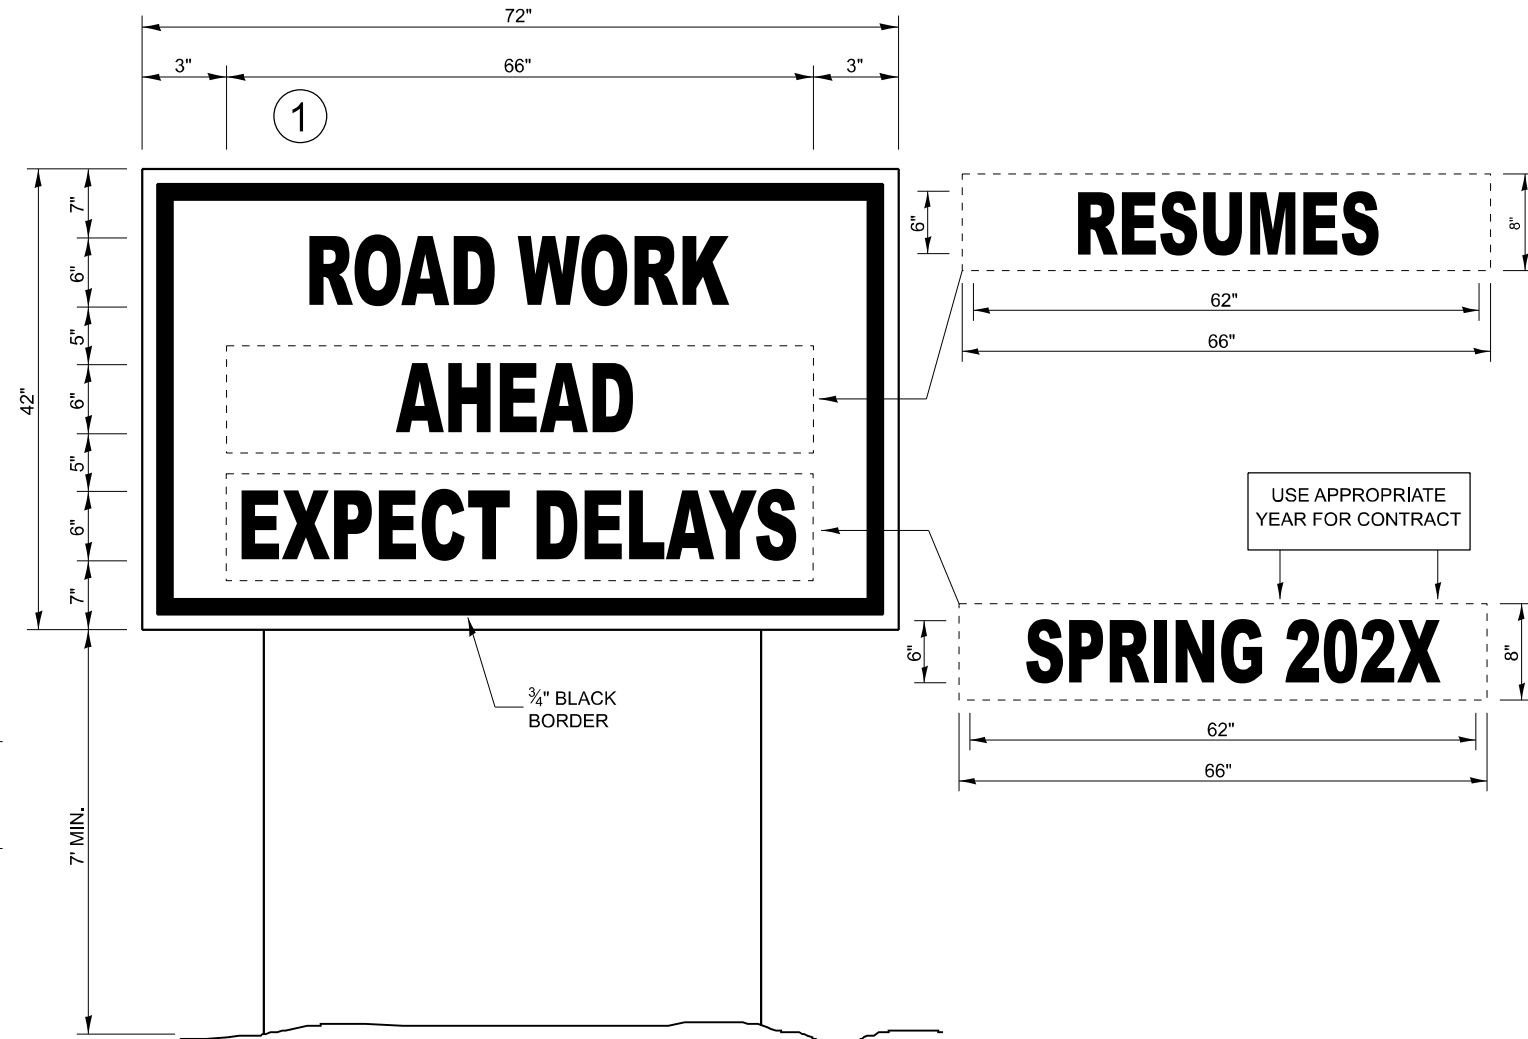 72"
3" 66" 3"
1
7"
6"
5"
6"
5"
6"
7"
42"
7' MIN.
ROAD WORK
AHEAD
EXPECT DELAYS
¾" BLACK
BORDER
6"
RESUMES
8"
62"
66"
USE APPROPRIATE
YEAR FOR CONTRACT
6"
SPRING 202X
8"
62"
66"